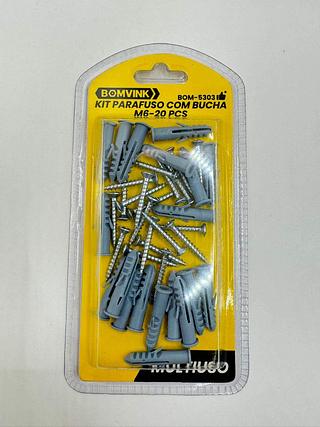 BOMVINK
BOM-5303
KIT PARAFUSO COM BUCHA
M6-20 PCS
MULTIUSO